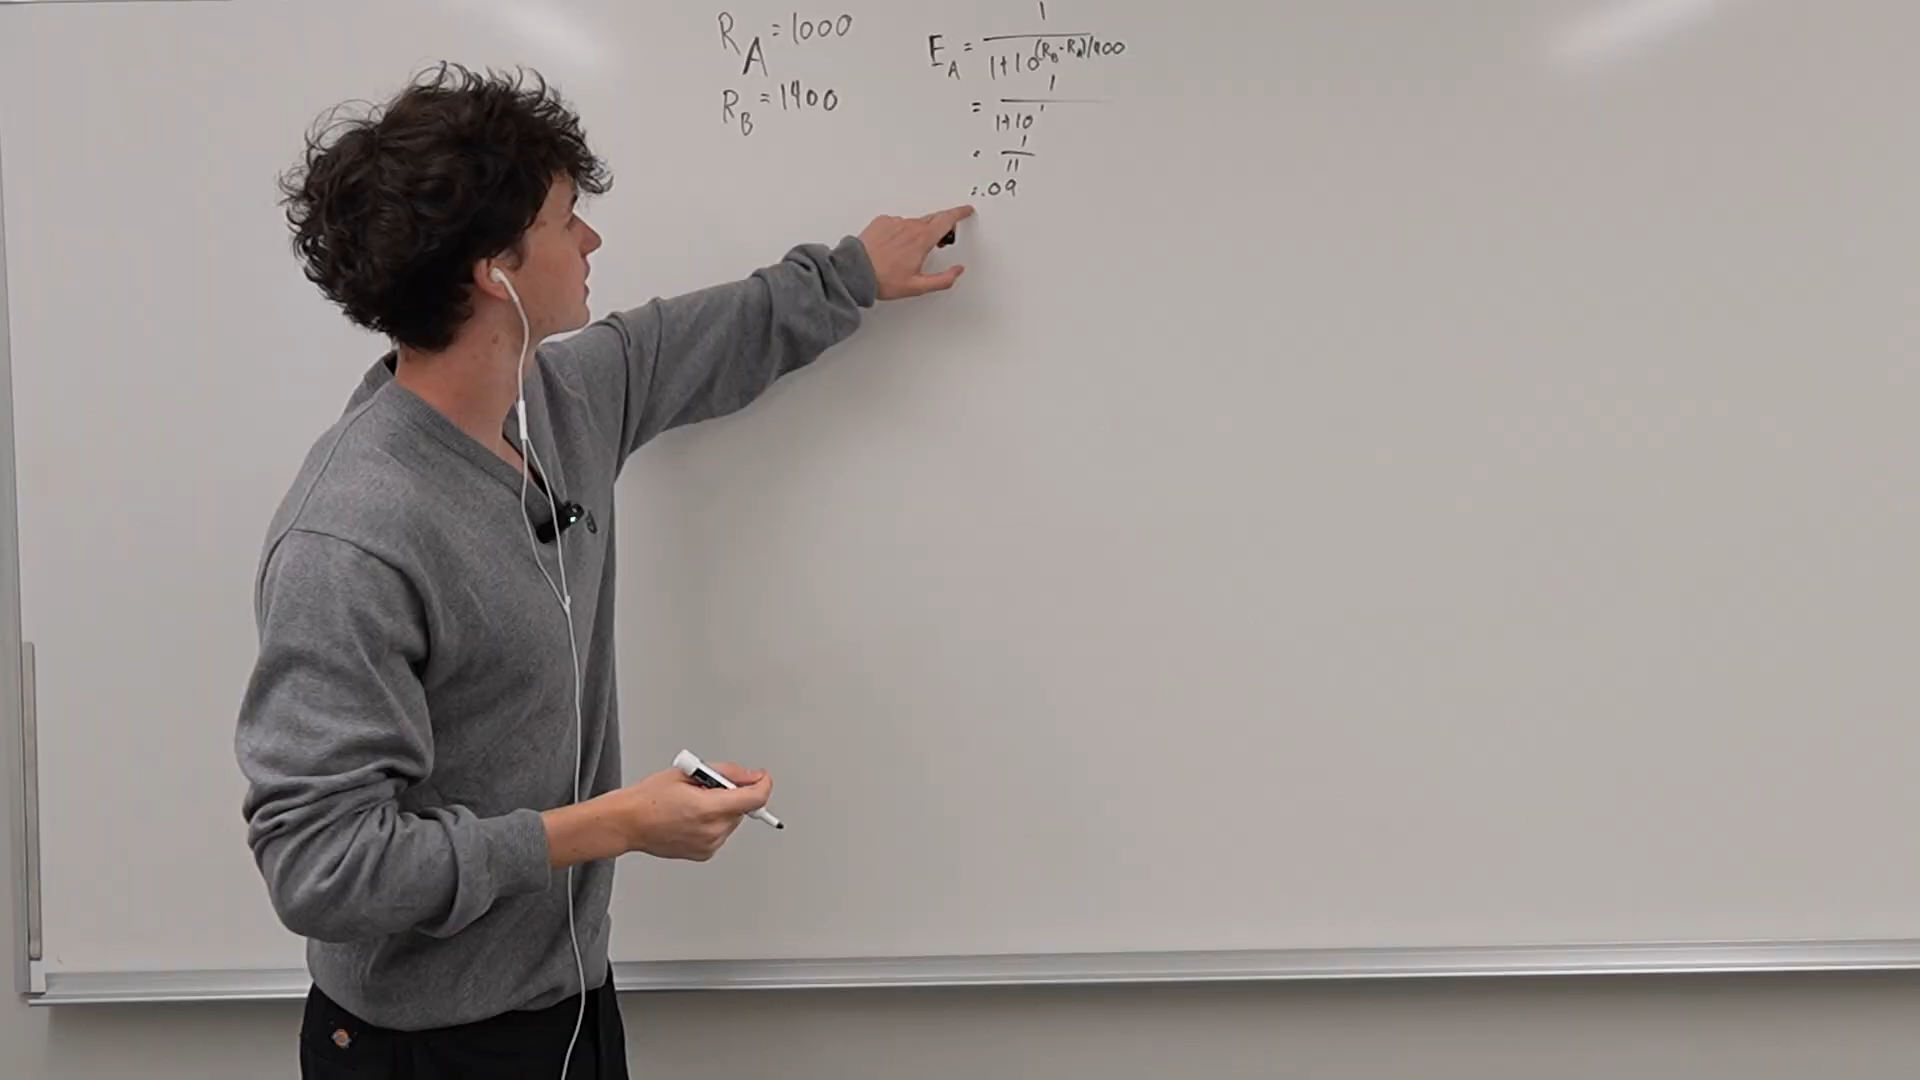 R_A = 1000
R_B = 1400
E_A = 1/(1+10^((R_B-R_A)/400))
= 1/(1+10^1)
= 1/11
= .09